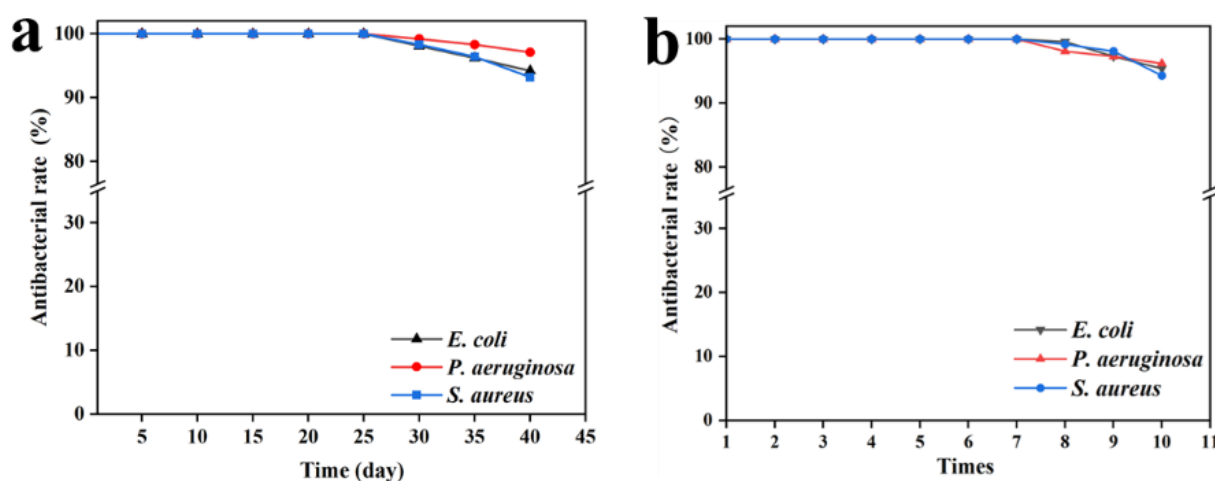 a
Antibacterial rate (%)
100
90
80
30
20
10
0
5 10 15 20 25 30 35 40 45
Time (day)
E. coli
P. aeruginosa
S. aureus
b
Antibacterial rate (%)
100
90
80
30
20
10
0
1 2 3 4 5 6 7 8 9 10 11
Times
E. coli
P. aeruginosa
S. aureus